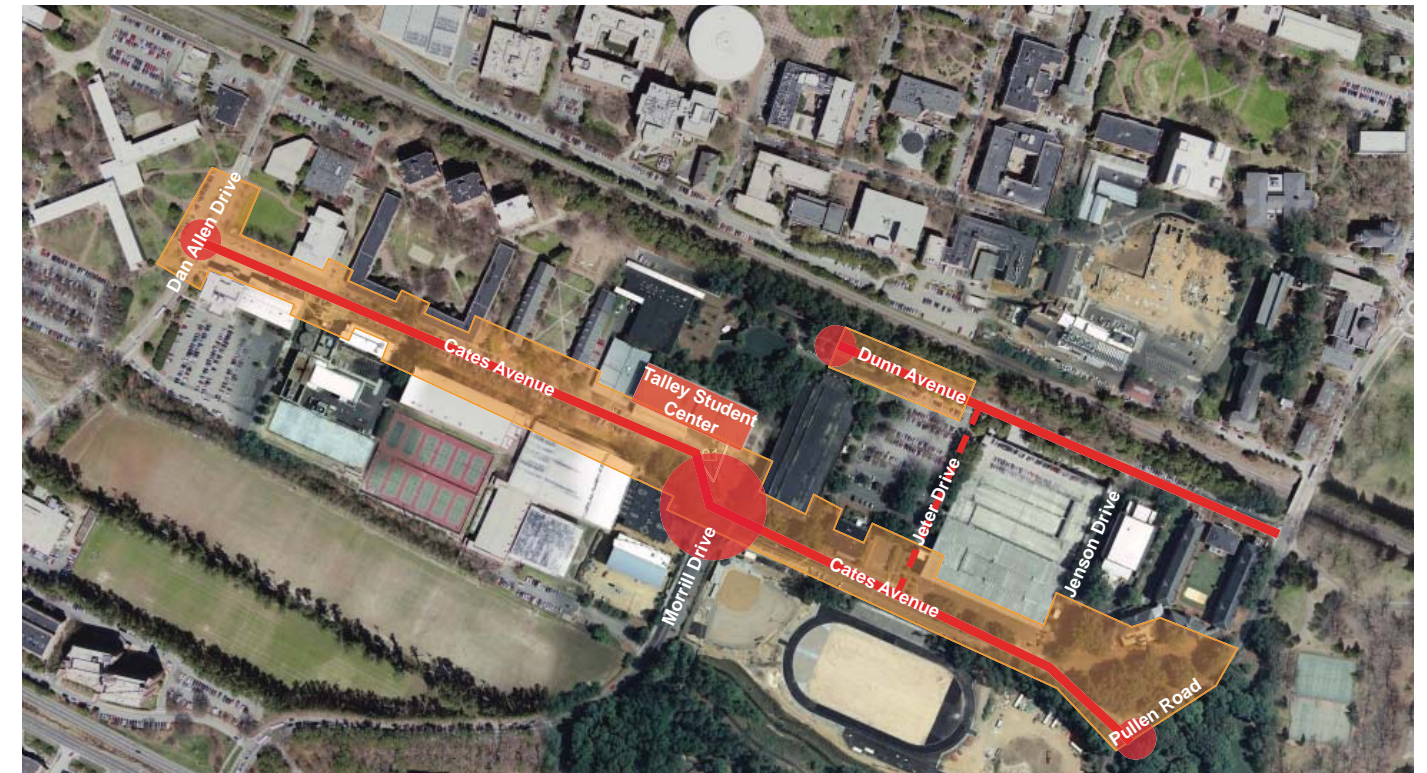 Dan Allen Drive
Cates Avenue
Talley Student
Center
Dunn Avenue
Jeter Drive
Jenson Drive
Morrill Drive
Cates Avenue
Pullen Road